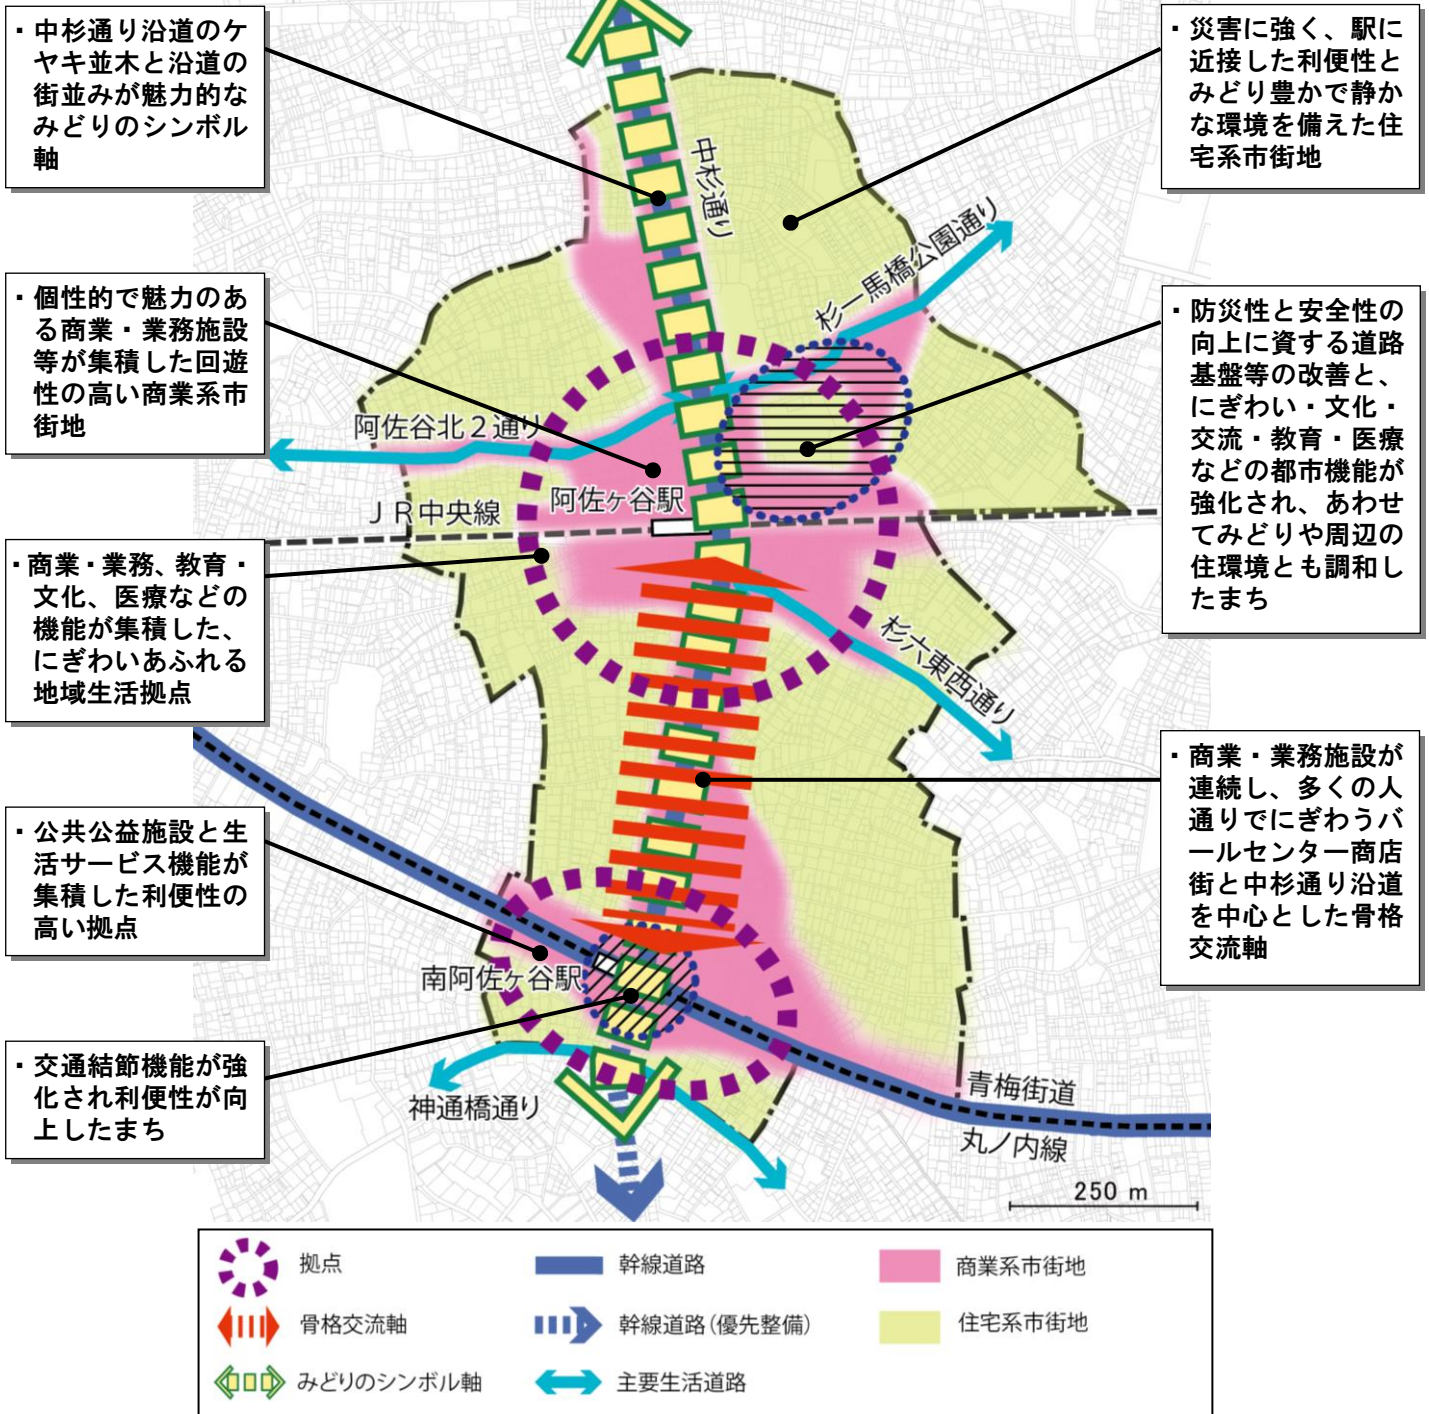 ・中杉通り沿道のケ
ヤキ並木と沿道の
街並みが魅力的な
みどりのシンボル
軸
・個性的で魅力のあ
る商業・業務施設
等が集積した回遊
性の高い商業系市
街地
・商業・業務、教育・
文化、医療などの
機能が集積した、
にぎわいあふれる
地域生活拠点
・公共公益施設と生
活サービス機能が
集積した利便性の
高い拠点
・交通結節機能が強
化され利便性が向
上したまち
・災害に強く、駅に
近接した利便性と
みどり豊かで静か
な環境を備えた住
宅系市街地
・防災性と安全性の
向上に資する道路
基盤等の改善と、
にぎわい・文化・
交流・教育・医療
などの都市機能が
強化され、あわせ
てみどりや周辺の
住環境とも調和し
たまち
・商業・業務施設が
連続し、多くの人
通りでにぎわうパ
ールセンター商店
街と中杉通り沿道
を中心とした骨格
交流軸
中杉通り
杉一馬橋公園通り
阿佐谷北2通り
阿佐ヶ谷駅
JR中央線
杉六東西通り
南阿佐ヶ谷駅
神通橋通り
青梅街道
丸ノ内線
250 m
拠点
幹線道路
商業系市街地
骨格交流軸
幹線道路(優先整備)
住宅系市街地
みどりのシンボル軸
主要生活道路